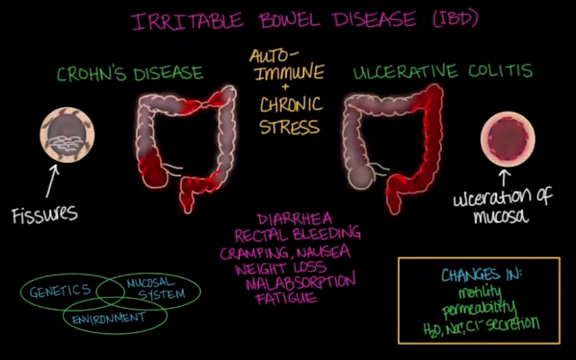 IRRITABLE BOWEL DISEASE (IBD)
CROHN'S DISEASE
AUTO-
IMMUNE
+
CHRONIC
STRESS
ULCERATIVE COLITIS
Fissures
ulceration of
mucosa
DIARRHEA
RECTAL BLEEDING
CRAMPING, NAUSEA
WEIGHT LOSS
MALABSORPTION
FATIGUE
GENETICS
MUCOSAL
SYSTEM
ENVIRONMENT
CHANGES IN:
motility
permeability
H₂O, Na⁺, Cl⁻ secretion